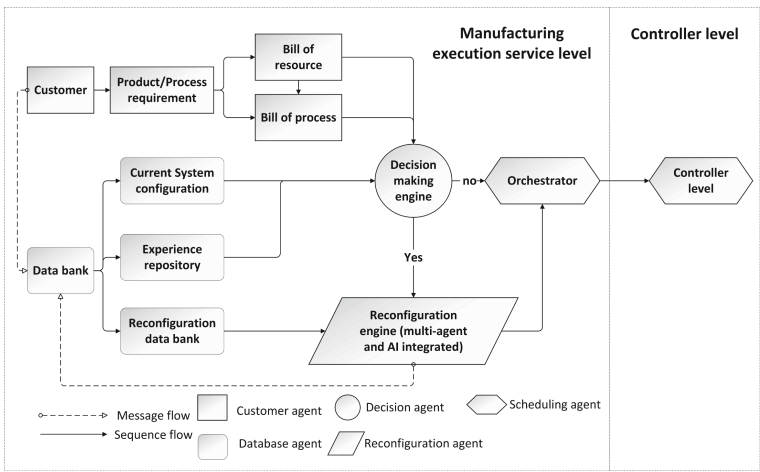 Manufacturing
execution service level
Controller level
Bill of
resource
Customer
Product/Process
requirement
Bill of process
Current System
configuration
Decision
making
engine
no
Orchestrator
Controller
level
Experience
repository
Data bank
Yes
Reconfiguration
data bank
Reconfiguration
engine (multi-agent
and AI integrated)
Message flow
Customer agent
Decision agent
Scheduling agent
Sequence flow
Database agent
Reconfiguration agent